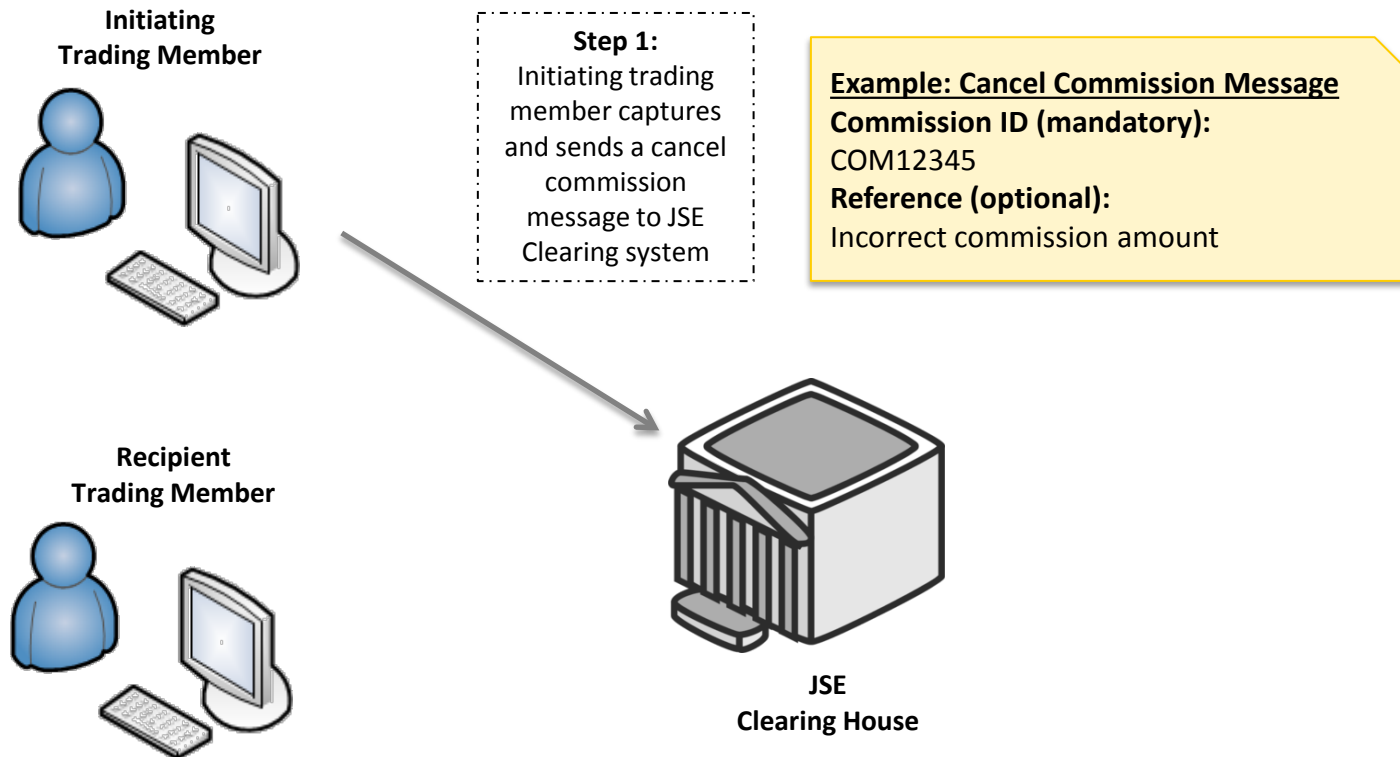 Initiating
Trading Member
Step 1:
Initiating trading
member captures
and sends a cancel
commission
message to JSE
Clearing system
Example: Cancel Commission Message
Commission ID (mandatory):
COM12345
Reference (optional):
Incorrect commission amount
Recipient
Trading Member
JSE
Clearing House